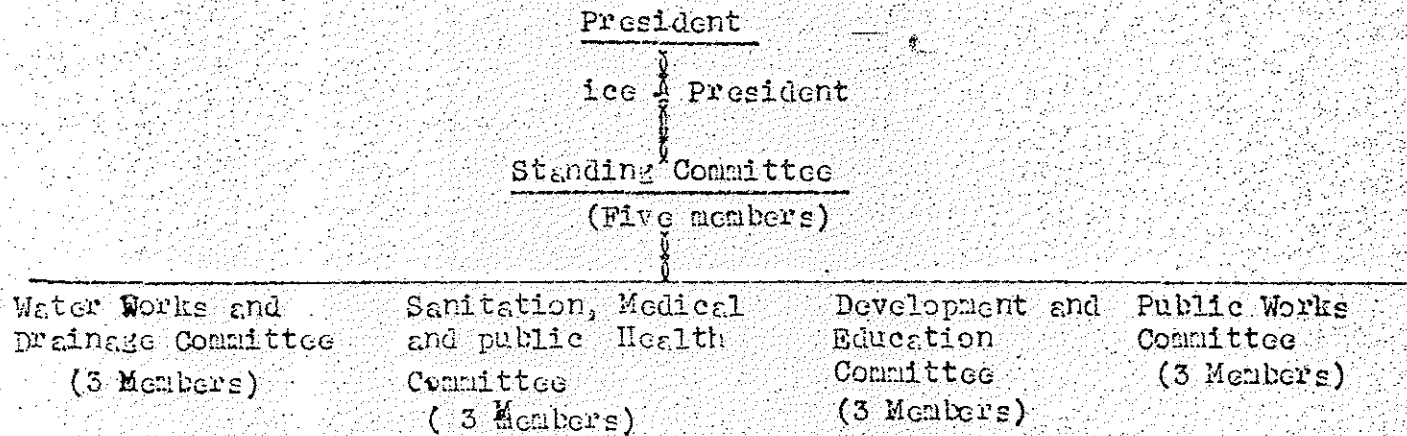 President
ice President
Standing Committee
(Five members)
Water Works and
Drainage Committee
(3 Members)
Sanitation, Medical
and public Health
Committee
( 3 Members)
Development and
Education
Committee
(3 Members)
Public Works
Committee
(3 Members)